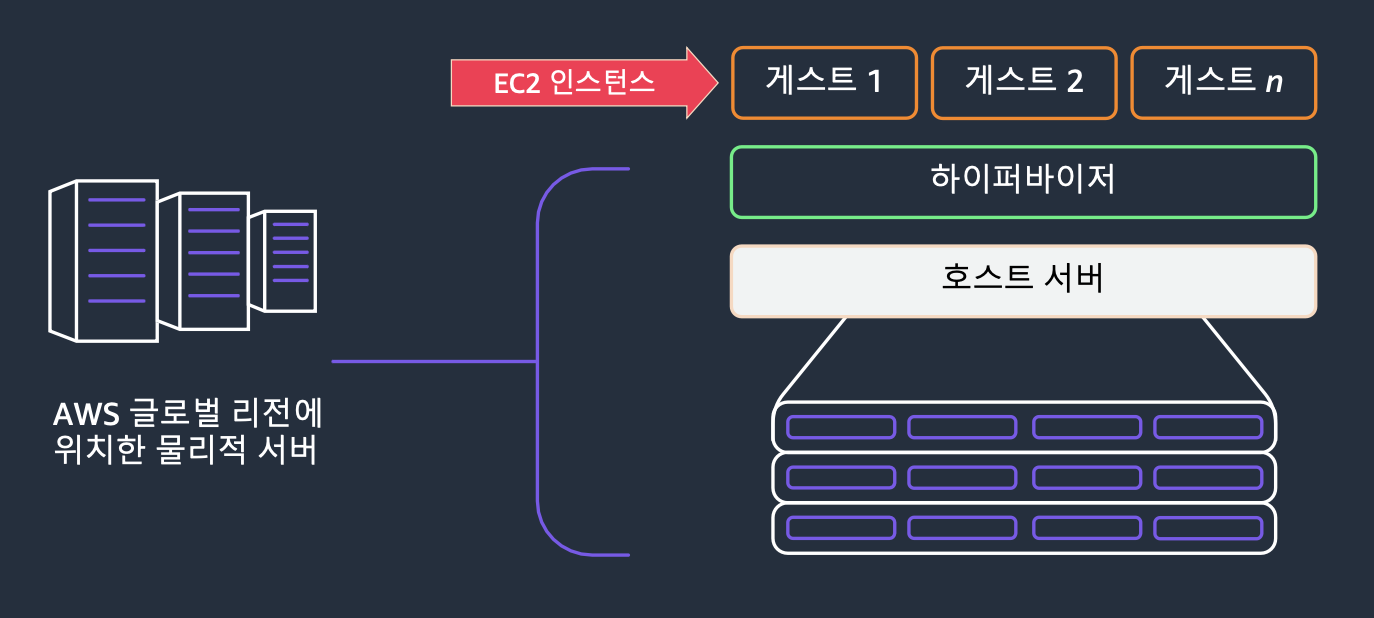 EC2 인스턴스
게스트 1
게스트 2
게스트 n
하이퍼바이저
호스트 서버
AWS 글로벌 리전에
위치한 물리적 서버